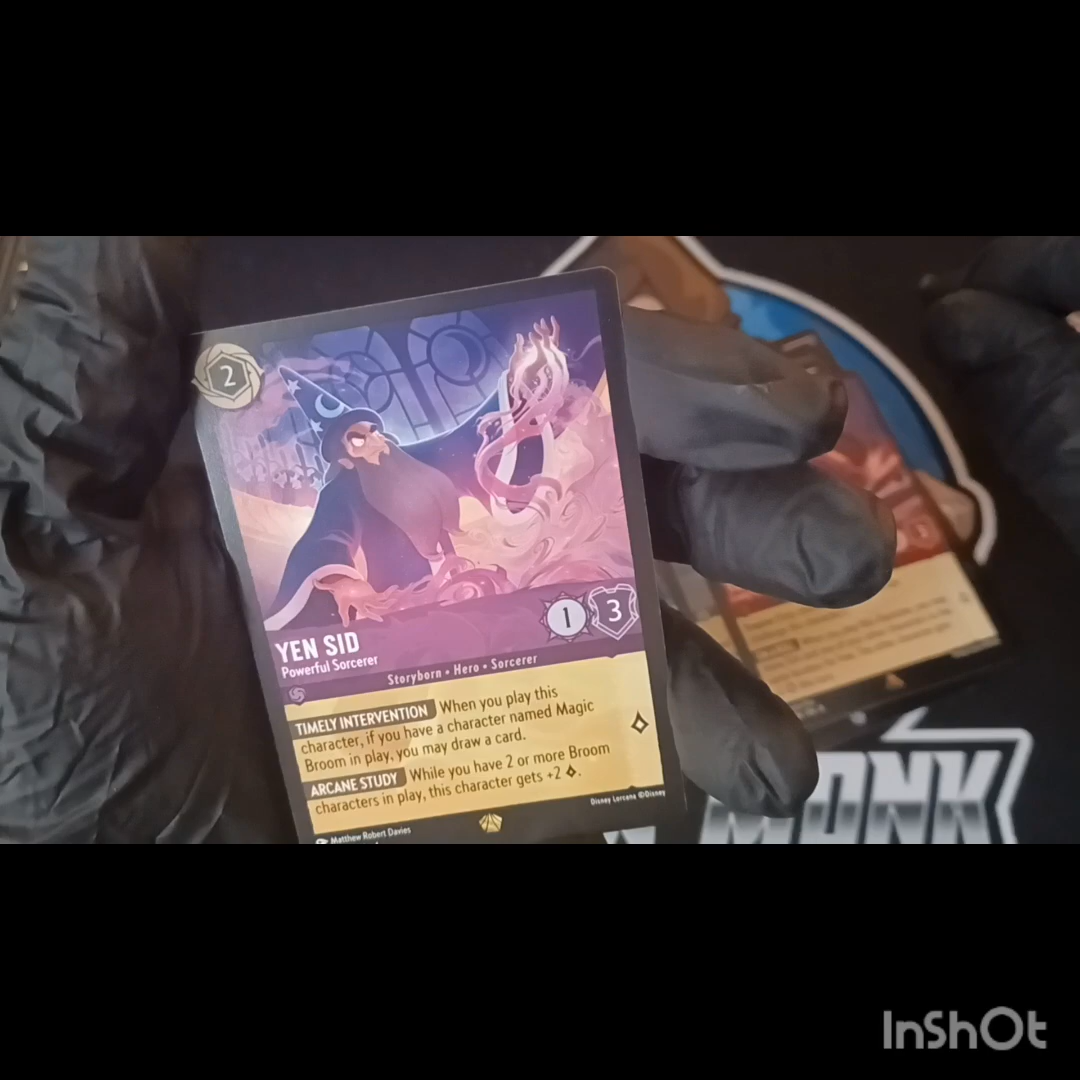 2
YEN SID
Powerful Sorcerer
1
3
Storyborn • Hero • Sorcerer
TIMELY INTERVENTION When you play this
character, if you have a character named Magic
Broom in play, you may draw a card.
ARCANE STUDY While you have 2 or more Broom
characters in play, this character gets +2 ⬦.
Matthew Robert Davies
Disney Lorcana ©Disney
MONK
InShOt